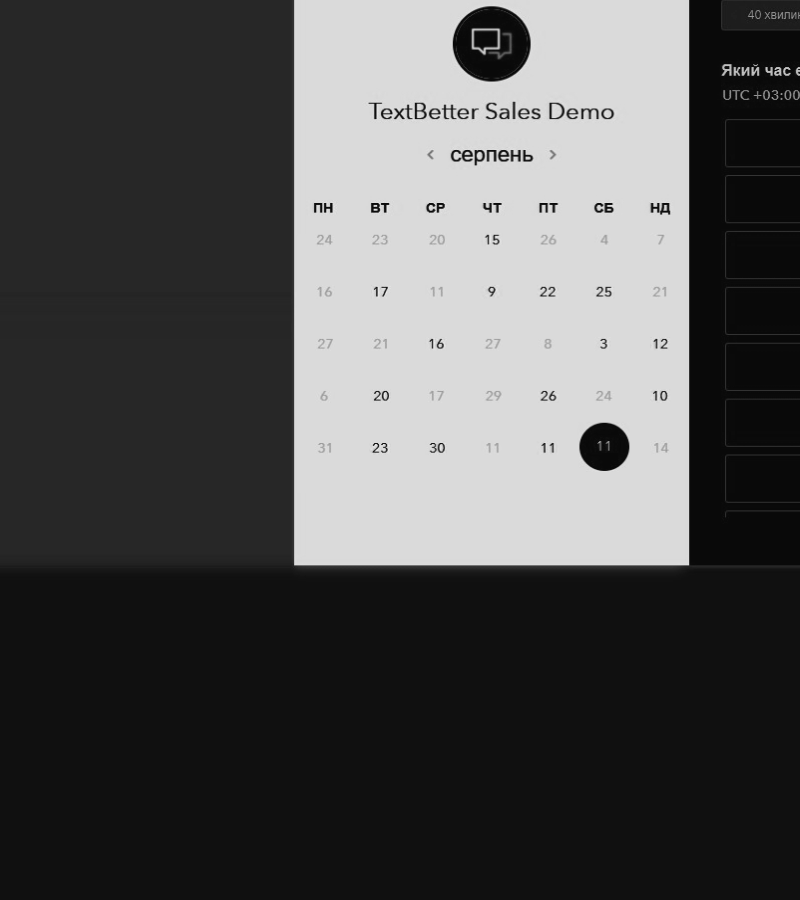 TextBetter Sales Demo
серпень
ПН ВТ СР ЧТ ПТ СБ НД
24 23 20 15 26 4 7
16 17 11 9 22 25 21
27 21 16 27 8 3 12
6 20 17 29 26 24 10
31 23 30 11 11 11 14
40 хвилин
Який час
UTC +03:00